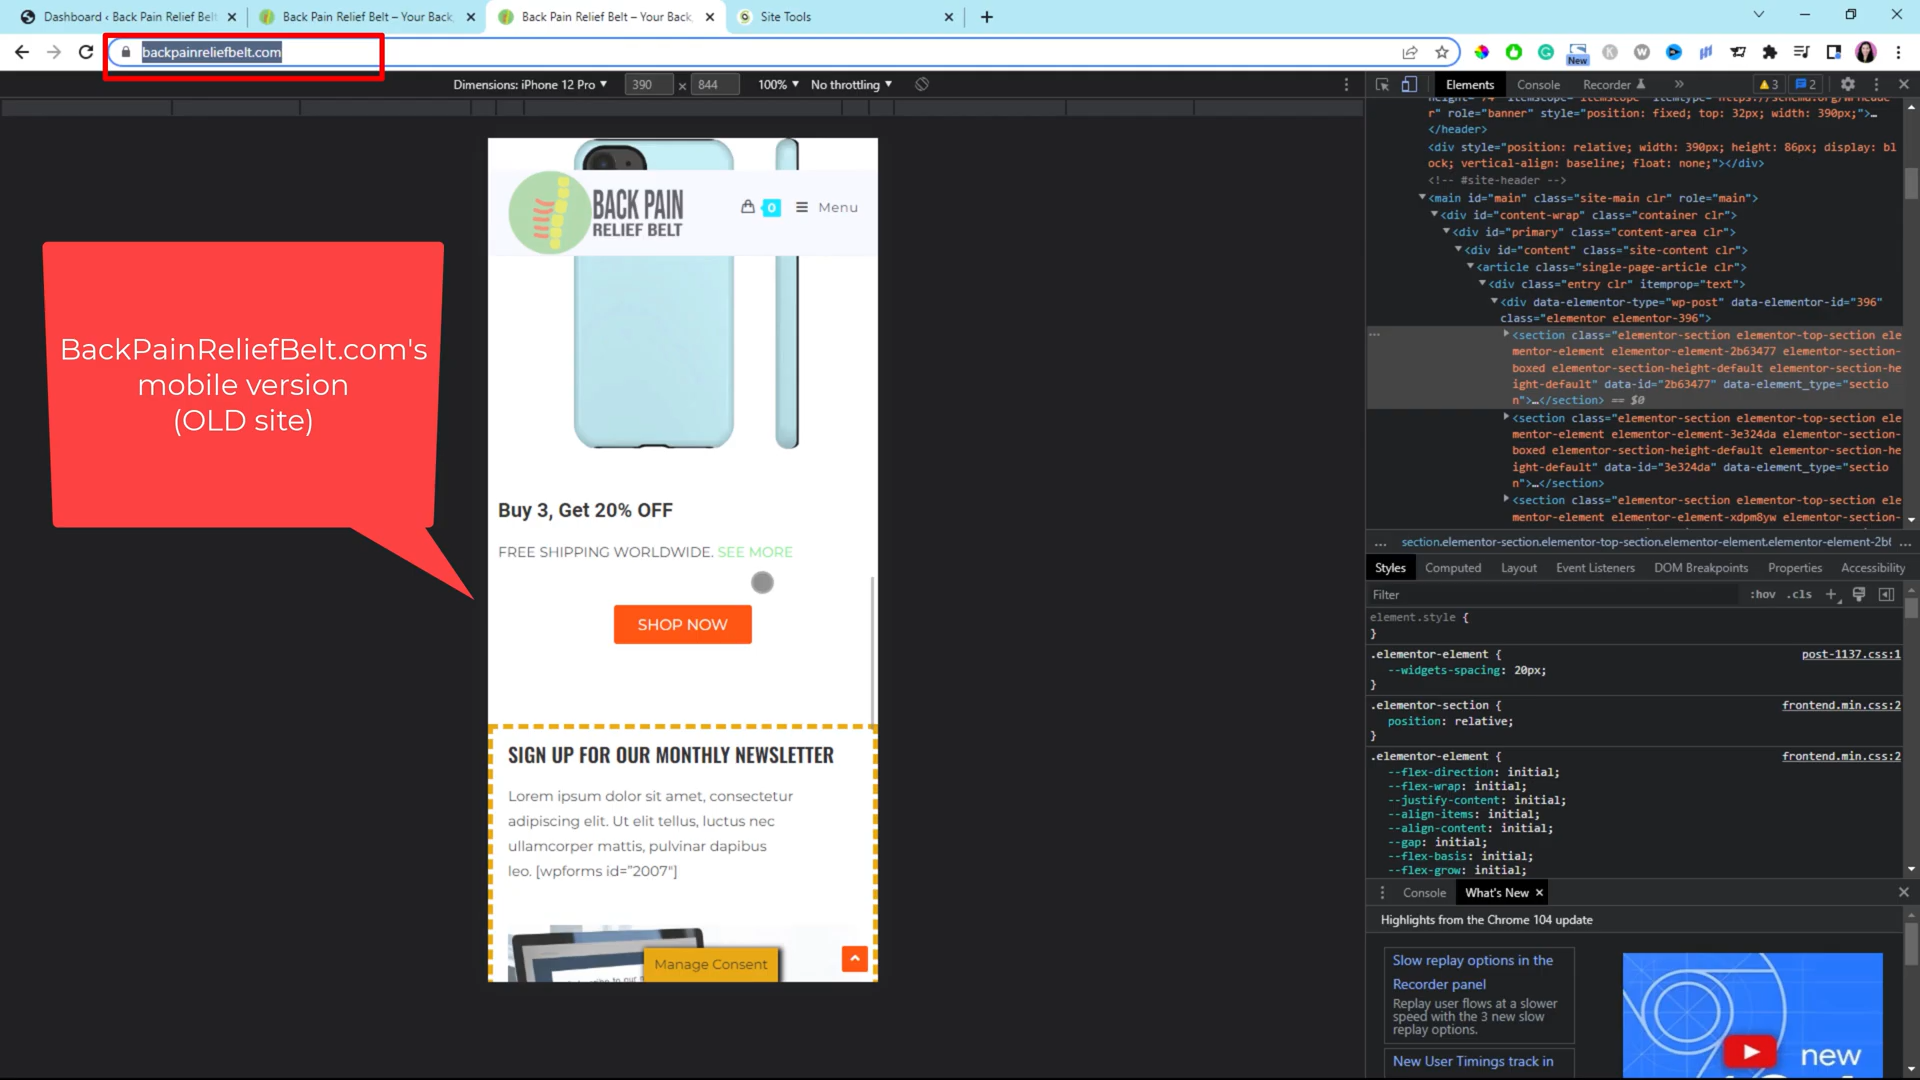 Dashboard ‹ Back Pain Relief Belt
Back Pain Relief Belt – Your Back
Back Pain Relief Belt – Your Back
Site Tools
backpainreliefbelt.com
New
Dimensions: iPhone 12 Pro
390
×
844
100%
No throttling
Elements
Console
Recorder
3
2
r" role="banner" style="position: fixed; top: 32px; width: 390px;">…
</header>
<div style="position: relative; width: 390px; height: 86px; display: bl
ock; vertical-align: baseline; float: none;"></div>
<!-- #site-header -->
<main id="main" class="site-main clr" role="main">
<div id="content-wrap" class="container clr">
<div id="primary" class="content-area clr">
<div id="content" class="site-content clr">
<article class="single-page-article clr">
<div class="entry clr" itemprop="text">
<div data-elementor-type="wp-post" data-elementor-id="396"
class="elementor elementor-396">
<section class="elementor-section elementor-top-section ele
mentor-element elementor-element-2b63477 elementor-section-
boxed elementor-section-height-default elementor-section-he
ight-default" data-id="2b63477" data-element_type="sectio
n">…</section> == $0
<section class="elementor-section elementor-top-section ele
mentor-element elementor-element-3e324da elementor-section-
boxed elementor-section-height-default elementor-section-he
ight-default" data-id="3e324da" data-element_type="sectio
n">…</section>
<section class="elementor-section elementor-top-section ele
mentor-element elementor-element-xdpm8yw elementor-section-
... section.elementor-section.elementor-top-section.elementor-element.elementor-element-2b6 ...
Styles
Computed
Layout
Event Listeners
DOM Breakpoints
Properties
Accessibility
Filter
:hov
.cls
element.style {
}
.elementor-element {
post-1137.css:1
--widgets-spacing: 20px;
}
.elementor-section {
frontend.min.css:2
position: relative;
}
.elementor-element {
frontend.min.css:2
--flex-direction: initial;
--flex-wrap: initial;
--justify-content: initial;
--align-items: initial;
--align-content: initial;
--gap: initial;
--flex-basis: initial;
--flex-grow: initial;
Console
What's New
Highlights from the Chrome 104 update
Slow replay options in the
Recorder panel
Replay user flows at a slower
speed with the 3 new slow
replay options.
New User Timings track in
new
BackPainReliefBelt.com's
mobile version
(OLD site)
BACK PAIN
RELIEF BELT
0
Menu
Buy 3, Get 20% OFF
FREE SHIPPING WORLDWIDE. SEE MORE
SHOP NOW
SIGN UP FOR OUR MONTHLY NEWSLETTER
Lorem ipsum dolor sit amet, consectetur
adipiscing elit. Ut elit tellus, luctus nec
ullamcorper mattis, pulvinar dapibus
leo. [wpforms id="2007"]
Manage Consent